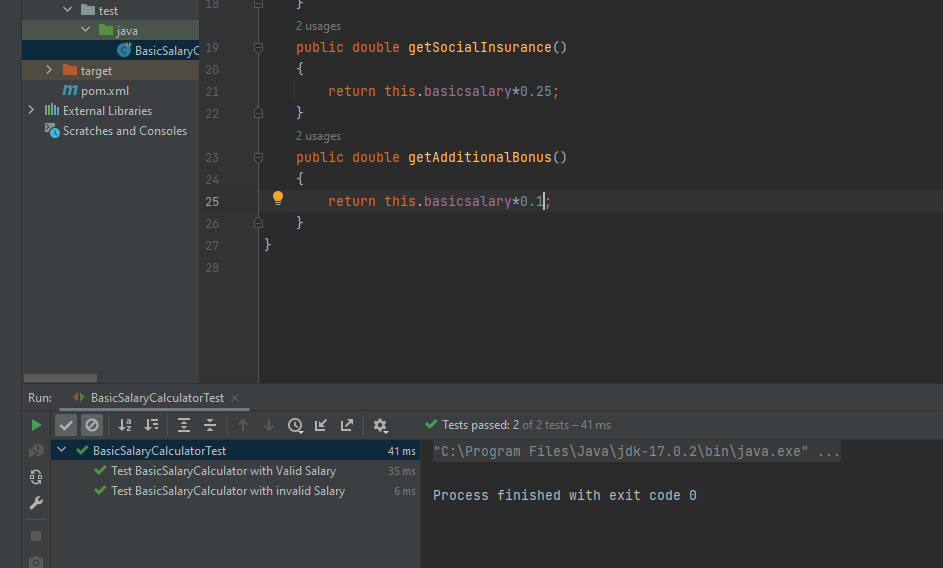 test
java
BasicSalaryC
target
pom.xml
External Libraries
Scratches and Consoles
18 }
2 usages
19 public double getSocialInsurance()
20 {
21 return this.basicsalary*0.25;
22 }
2 usages
23 public double getAdditionalBonus()
24 {
25 return this.basicsalary*0.1;
26 }
27 }
28
Run: BasicSalaryCalculatorTest
Tests passed: 2 of 2 tests – 41 ms
BasicSalaryCalculatorTest 41 ms
Test BasicSalaryCalculator with Valid Salary 35 ms
Test BasicSalaryCalculator with invalid Salary 6 ms
"C:\Program Files\Java\jdk-17.0.2\bin\java.exe" ...
Process finished with exit code 0